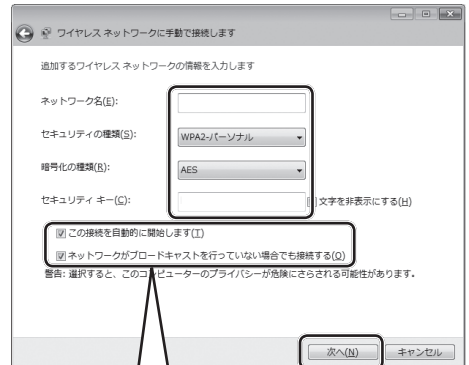 ワイヤレス ネットワークに手動で接続します
追加するワイヤレス ネットワークの情報を入力します
ネットワーク名(E):
セキュリティの種類(S): WPA2-パーソナル
暗号化の種類(R): AES
セキュリティ キー(C): 文字を非表示にする(H)
この接続を自動的に開始します(T)
ネットワークがブロードキャストを行っていない場合でも接続する(O)
警告: 選択すると、このコンピューターのプライバシーが危険にさらされる可能性があります。
次へ(N) キャンセル